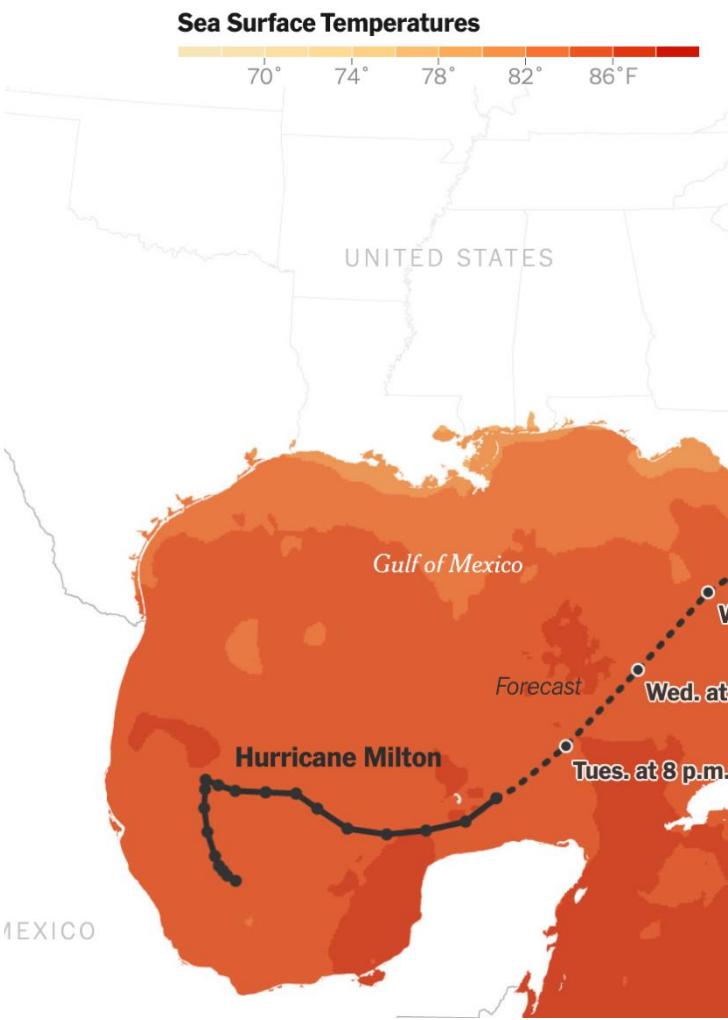 Sea Surface Temperatures
70° 74° 78° 82° 86°F
UNITED STATES
Gulf of Mexico
Forecast
Wed. at
Hurricane Milton
Tues. at 8 p.m.
MEXICO